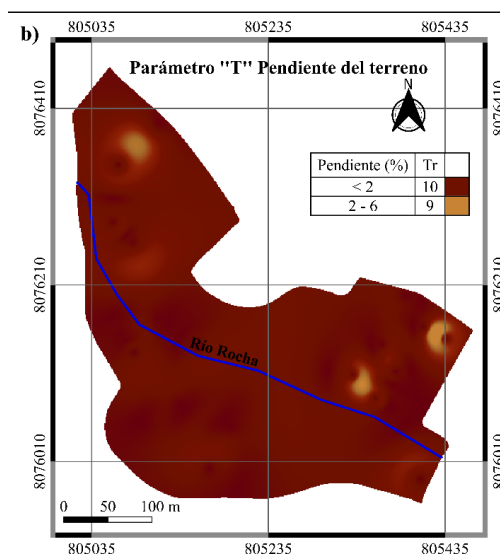 b)
805035 805235 805435
Parámetro "T" Pendiente del terreno
N
8076410 8076410
Pendiente (%) Tr
< 2 10
2 - 6 9
8076210 8076210
Río Rocha
8076010 8076010
0 50 100 m
805035 805235 805435